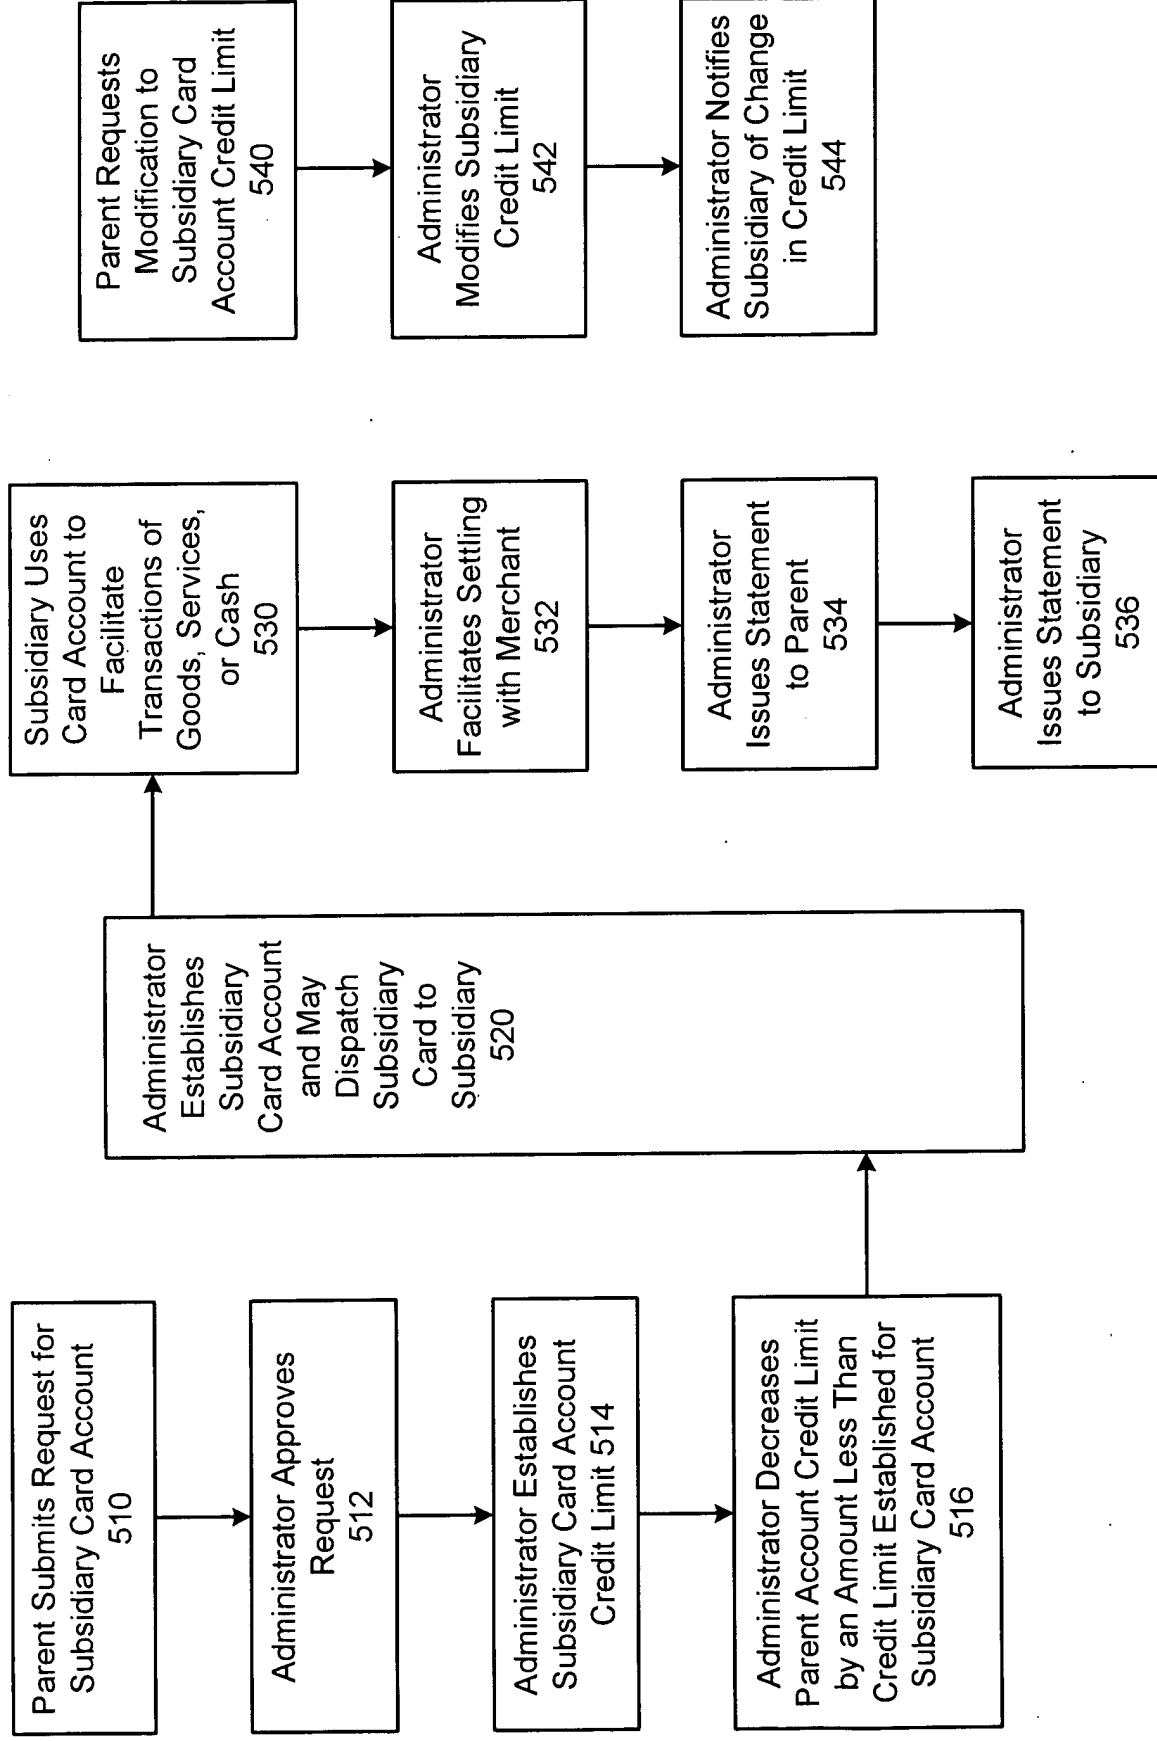 Parent Submits Request for
Subsidiary Card Account
510
Administrator Approves
Request
512
Administrator Establishes
Subsidiary Card Account
Credit Limit 514
Administrator Decreases
Parent Account Credit Limit
by an Amount Less Than
Credit Limit Established for
Subsidiary Card Account
516
Administrator
Establishes
Subsidiary
Card Account
and May
Dispatch
Subsidiary
Card to
Subsidiary
520
Subsidiary Uses
Card Account to
Facilitate
Transactions of
Goods, Services,
or Cash
530
Administrator
Facilitates Settling
with Merchant
532
Administrator
Issues Statement
to Parent
534
Administrator
Issues Statement
to Subsidiary
536
Parent Requests
Modification to
Subsidiary Card
Account Credit Limit
540
Administrator
Modifies Subsidiary
Credit Limit
542
Administrator Notifies
Subsidiary of Change
in Credit Limit
544